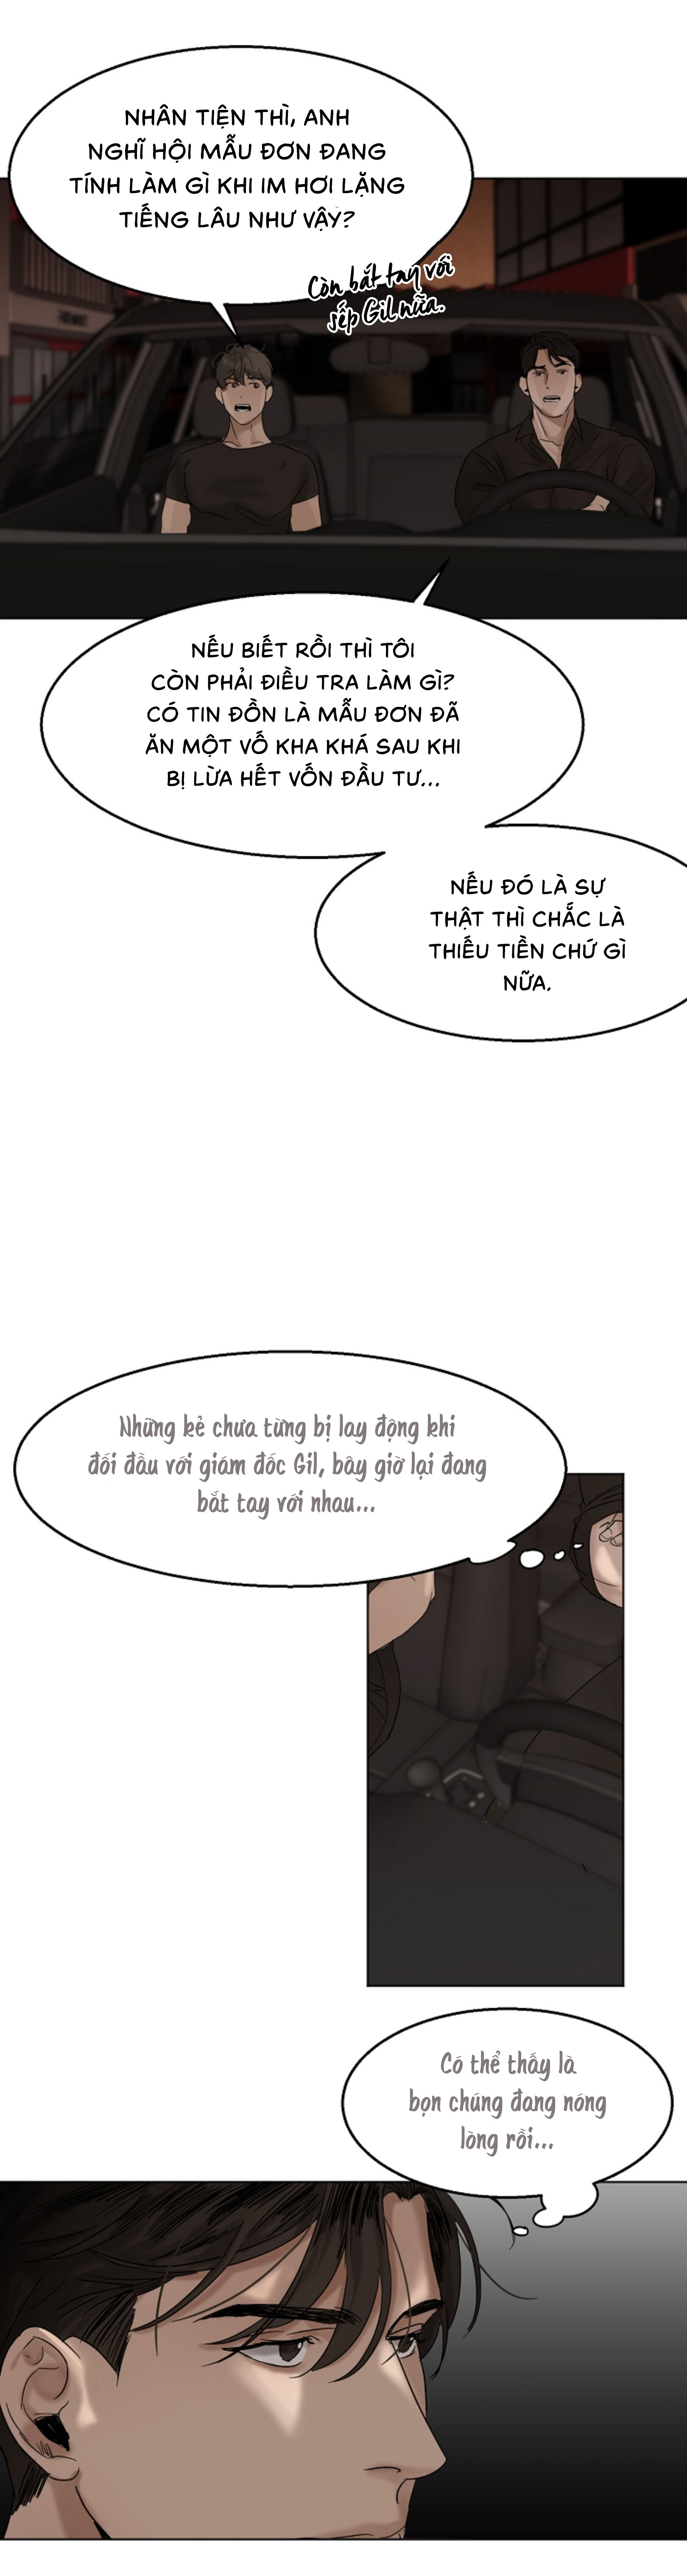 NHÂN TIỆN THÌ, ANH
NGHĨ HỘI MẪU ĐƠN ĐANG
TÍNH LÀM GÌ KHI IM HƠI LẶNG
TIẾNG LÂU NHƯ VẬY?
Còn bắt tay với
sếp Gil nữa.
NẾU BIẾT RỒI THÌ TÔI
CÒN PHẢI ĐIỀU TRA LÀM GÌ?
CÓ TIN ĐỒN LÀ MẪU ĐƠN ĐÃ
ĂN MỘT VỐ KHA KHÁ SAU KHI
BỊ LỪA HẾT VỐN ĐẦU TƯ...
NẾU ĐÓ LÀ SỰ
THẬT THÌ CHẮC LÀ
THIẾU TIỀN CHỨ GÌ
NỮA.
Những kẻ chưa từng bị lay động khi
đối đầu với giám đốc Gil, bây giờ lại đang
bắt tay với nhau...
Có thể thấy là
bọn chúng đang nóng
lòng rồi...